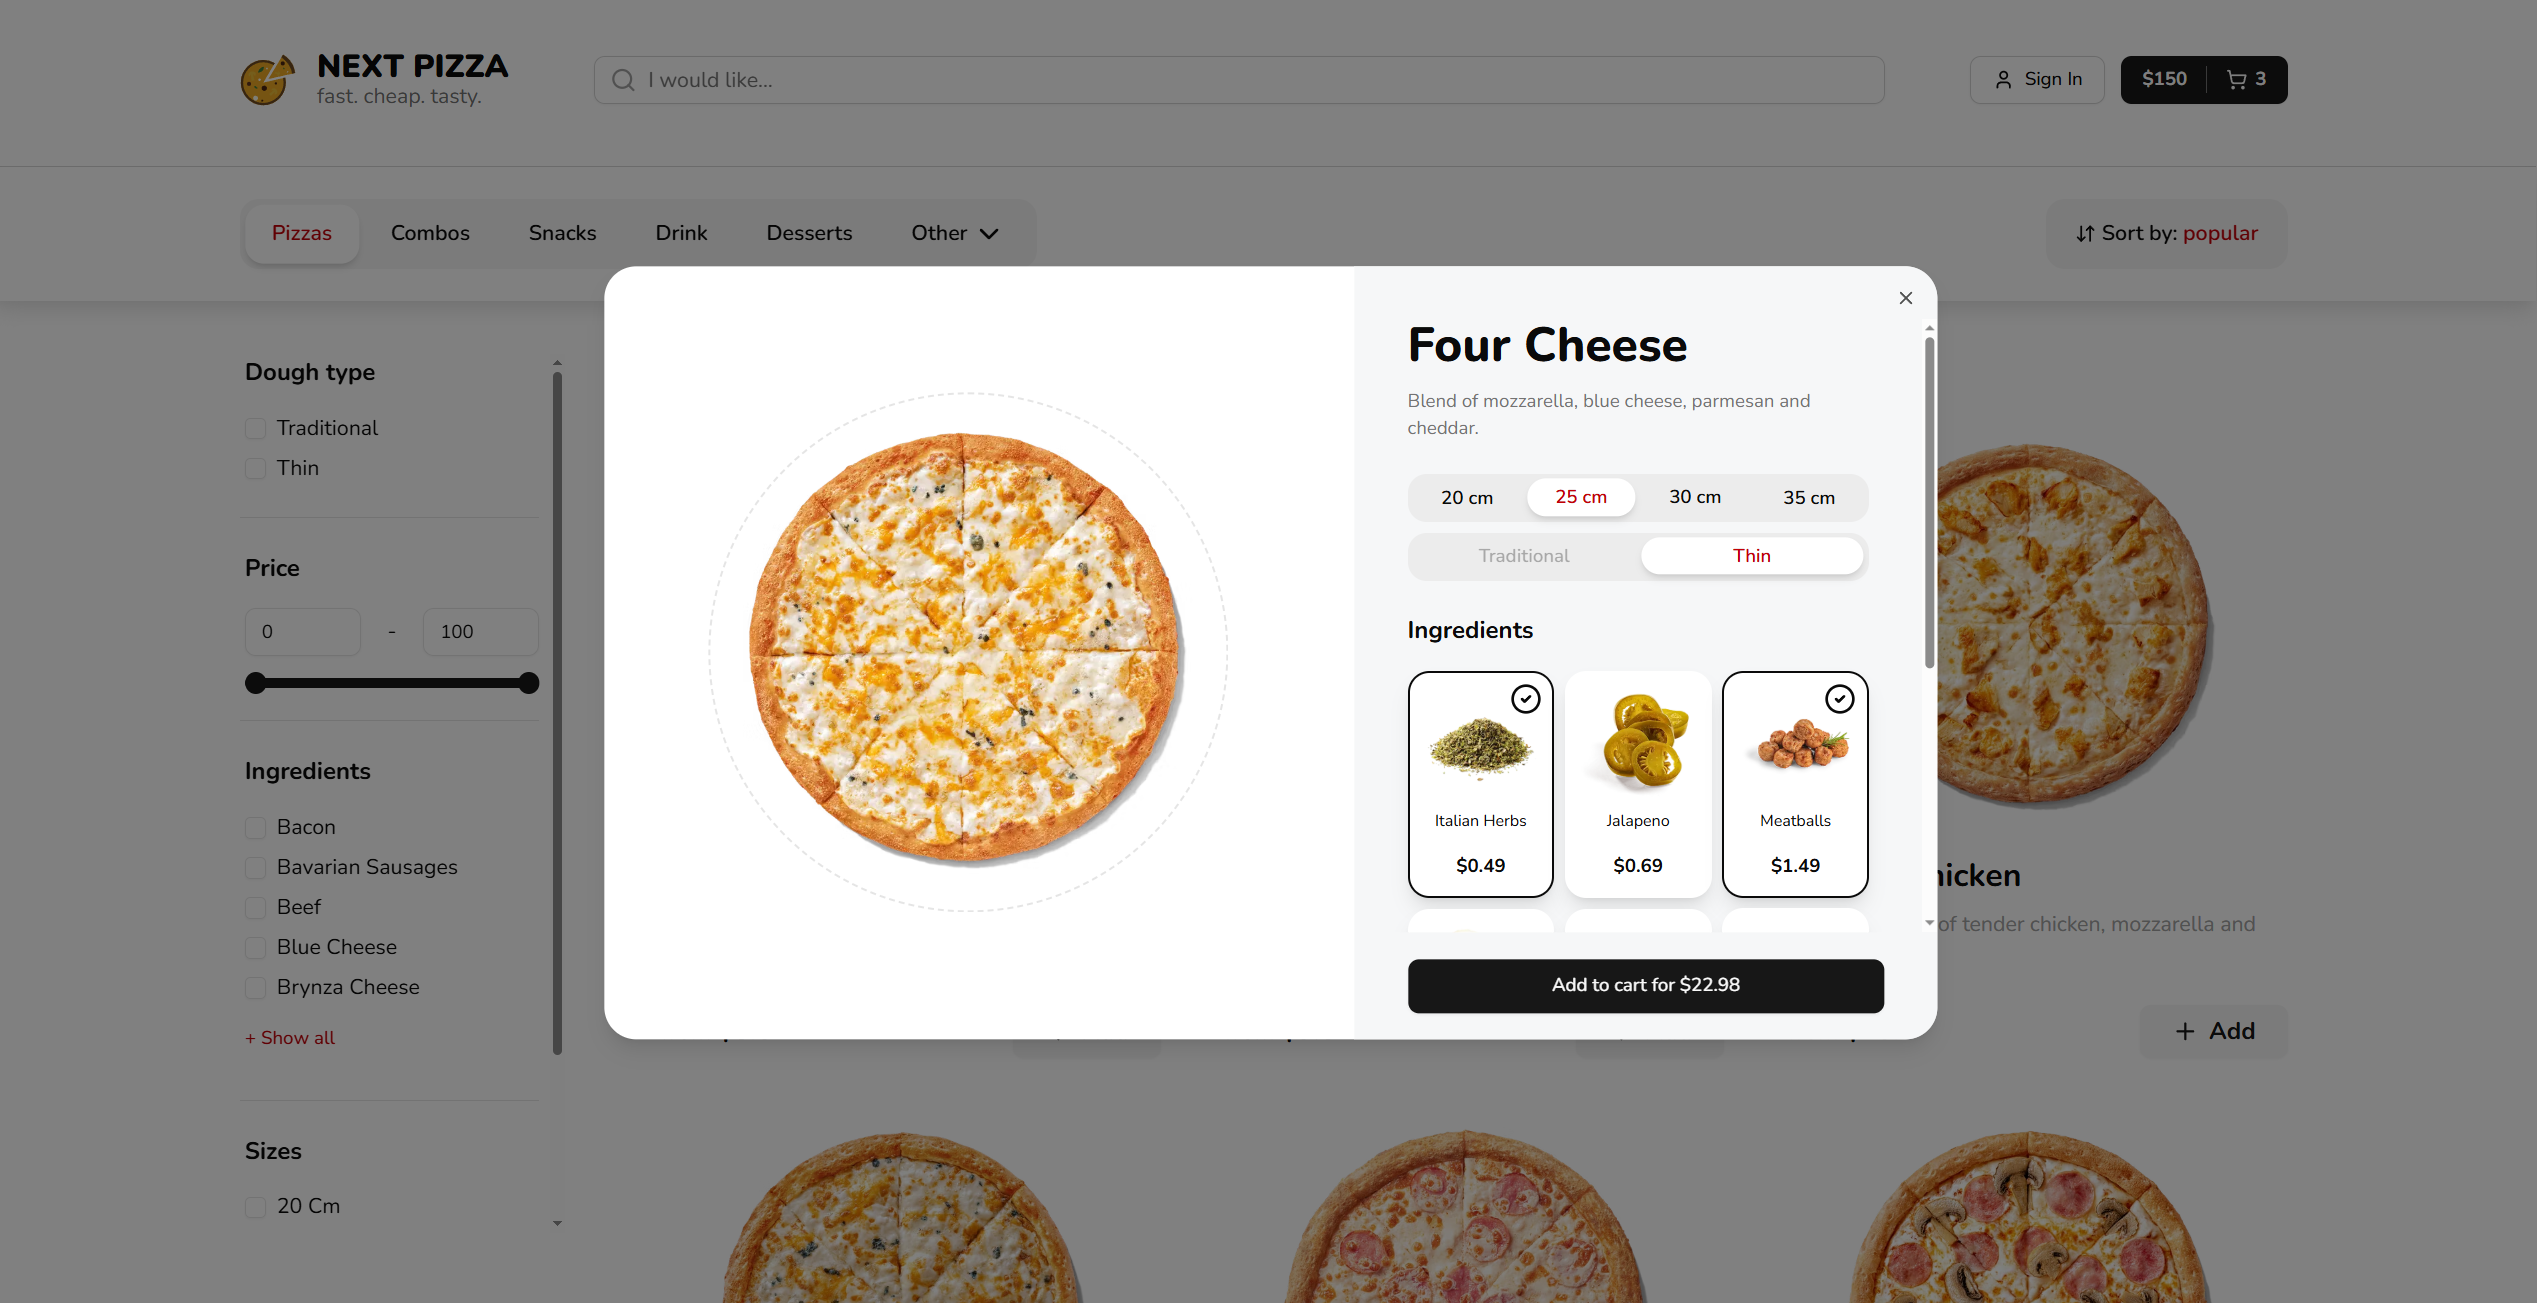 NEXT PIZZA
fast. cheap. tasty.
I would like...
Sign In
$150
3
Pizzas
Combos
Snacks
Drink
Desserts
Other
Sort by: popular
Dough type
Traditional
Thin
Price
0
-
100
Ingredients
Bacon
Bavarian Sausages
Beef
Blue Cheese
Brynza Cheese
+ Show all
Sizes
20 Cm
Four Cheese
Blend of mozzarella, blue cheese, parmesan and
cheddar.
20 cm
25 cm
30 cm
35 cm
Traditional
Thin
Ingredients
Italian Herbs
$0.49
Jalapeno
$0.69
Meatballs
$1.49
Add to cart for $22.98
of tender chicken, mozzarella and
+ Add